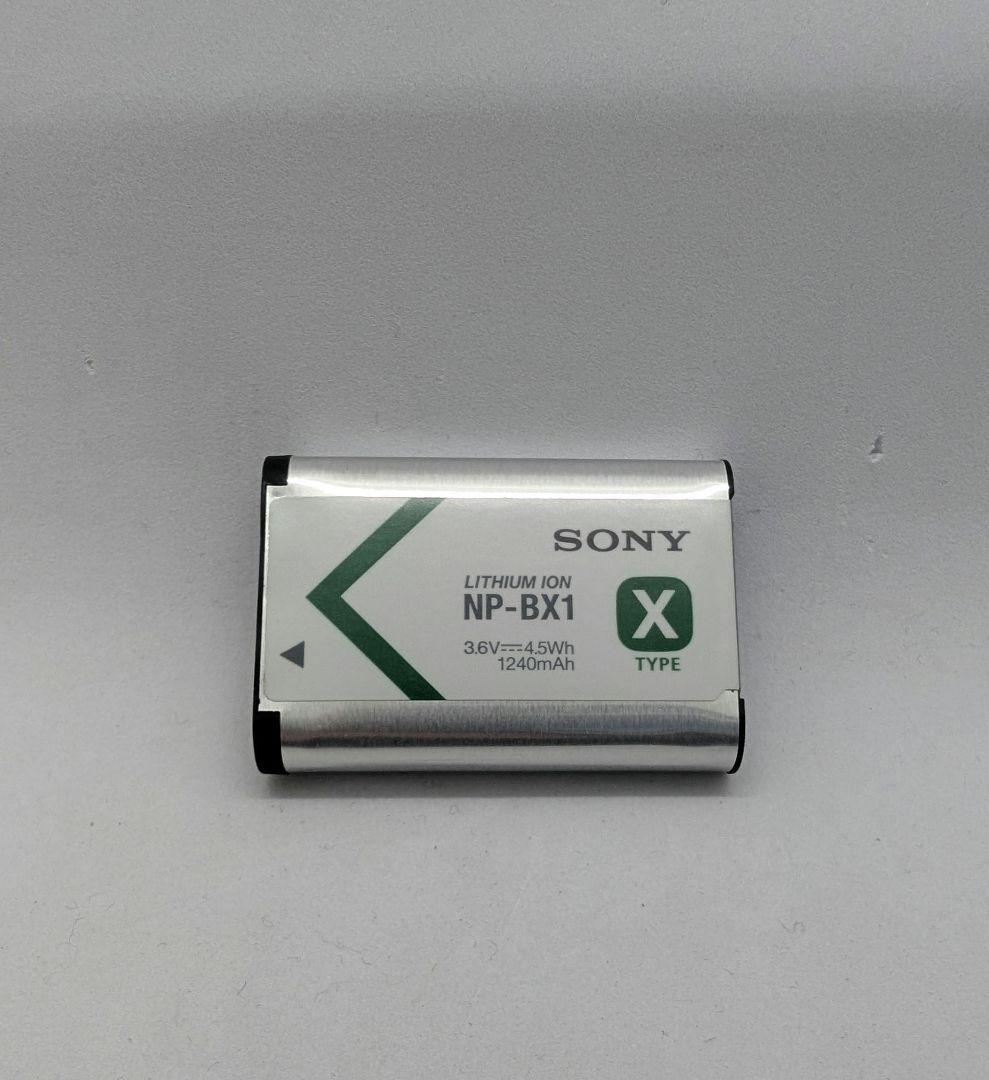 SONY
LITHIUM ION
NP-BX1
3.6V⎓4.5Wh
1240mAh
X
TYPE